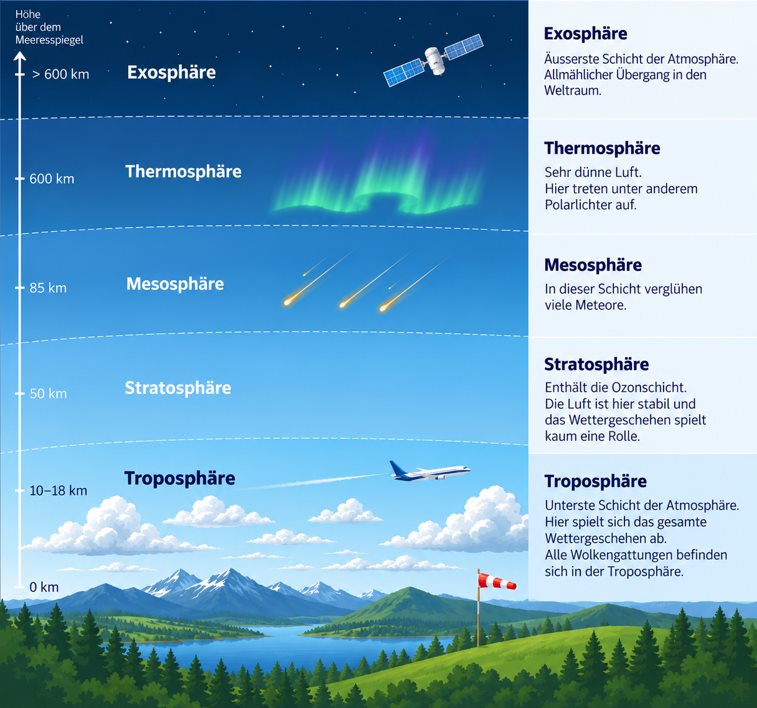 Höhe
über dem
Meeresspiegel
> 600 km
Exosphäre
600 km
Thermosphäre
85 km
Mesosphäre
50 km
Stratosphäre
10–18 km
Troposphäre
0 km
Exosphäre
Äusserste Schicht der Atmosphäre.
Allmählicher Übergang in den
Weltraum.
Thermosphäre
Sehr dünne Luft.
Hier treten unter anderem
Polarlichter auf.
Mesosphäre
In dieser Schicht verglühen
viele Meteore.
Stratosphäre
Enthält die Ozonschicht.
Die Luft ist hier stabil und
das Wettergeschehen spielt
kaum eine Rolle.
Troposphäre
Unterste Schicht der Atmosphäre.
Hier spielt sich das gesamte
Wettergeschehen ab.
Alle Wolkengattungen befinden
sich in der Troposphäre.